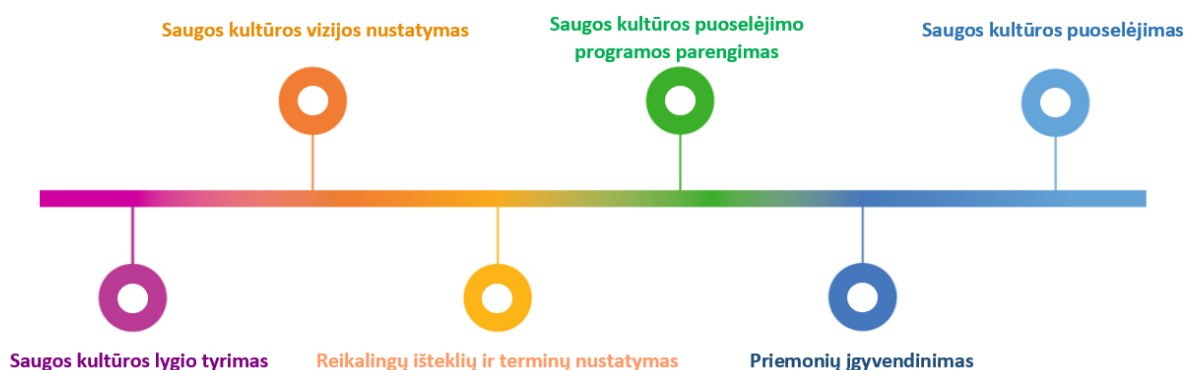 Saugos kultūros vizijos nustatymas
Saugos kultūros puoselėjimo
programos parengimas
Saugos kultūros puoselėjimas
Saugos kultūros lygio tyrimas
Reikalingų išteklių ir terminų nustatymas
Priemonių įgyvendinimas